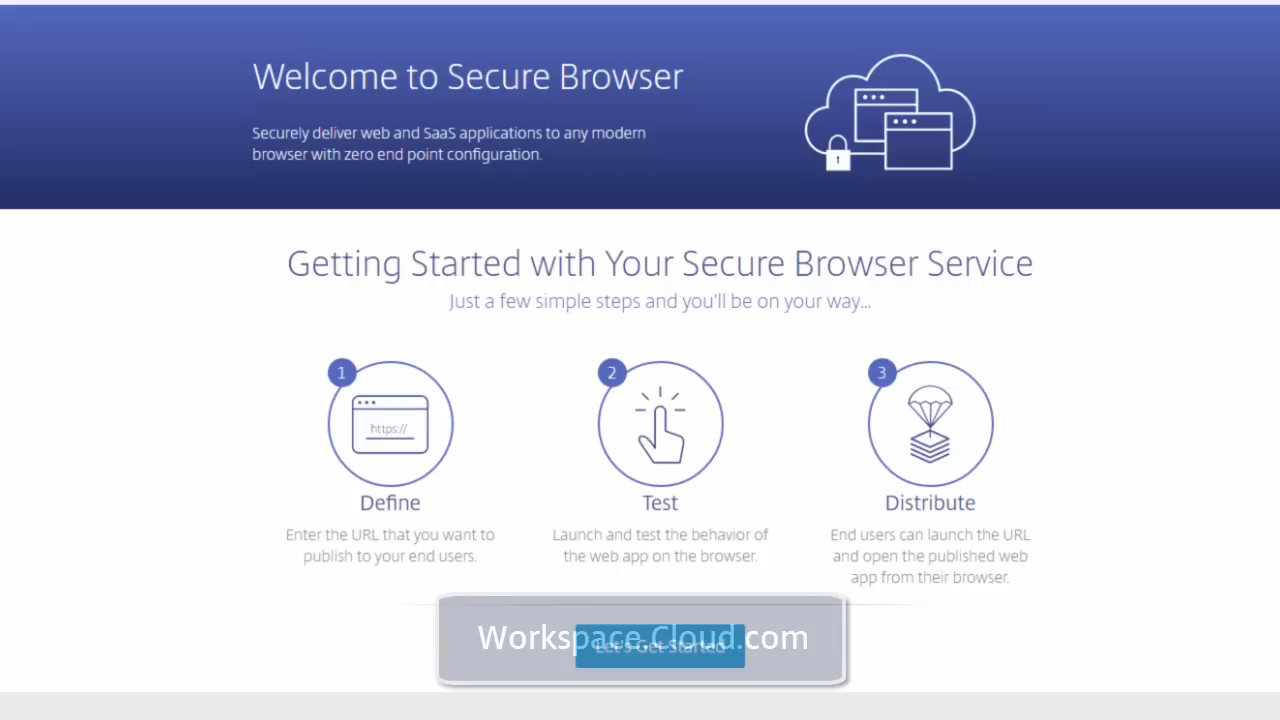 Welcome to Secure Browser
Securely deliver web and SaaS applications to any modern
browser with zero end point configuration.
Getting Started with Your Secure Browser Service
Just a few simple steps and you'll be on your way...
1
2
3
https://
Define
Test
Distribute
Enter the URL that you want to
publish to your end users.
Launch and test the behavior of
the web app on the browser.
End users can launch the URL
and open the published web
app from their browser.
Workspace.Cloud.com
Let's Get Started